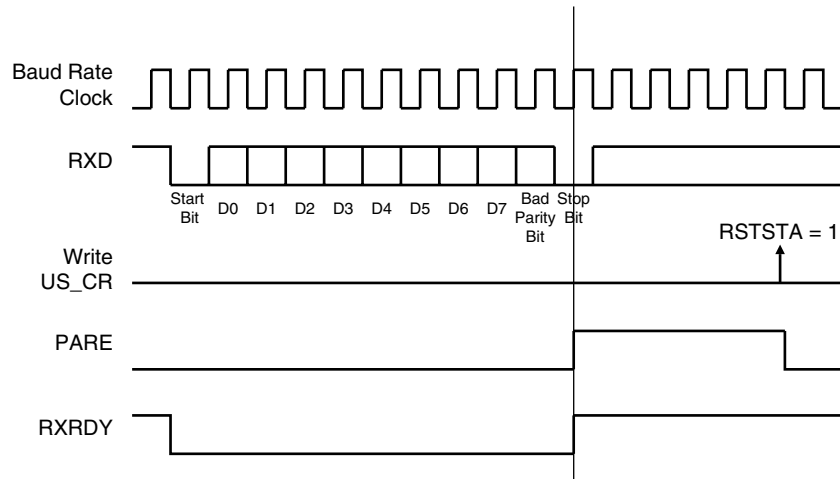 Baud Rate
Clock
RXD
Start
Bit
D0
D1
D2
D3
D4
D5
D6
D7
Bad
Parity
Bit
Stop
Bit
RSTSTA = 1
Write
US_CR
PARE
RXRDY